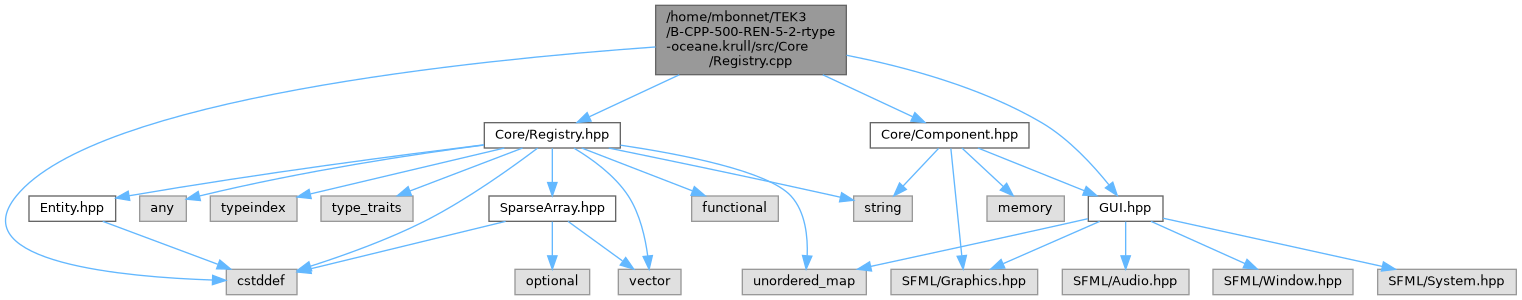 /home/mbonnet/TEK3
/B-CPP-500-REN-5-2-rtype
-oceane.krull/src/Core
/Registry.cpp
Core/Registry.hpp
Core/Component.hpp
Entity.hpp
any
typeindex
type_traits
SparseArray.hpp
functional
string
memory
GUI.hpp
cstddef
optional
vector
unordered_map
SFML/Graphics.hpp
SFML/Audio.hpp
SFML/Window.hpp
SFML/System.hpp